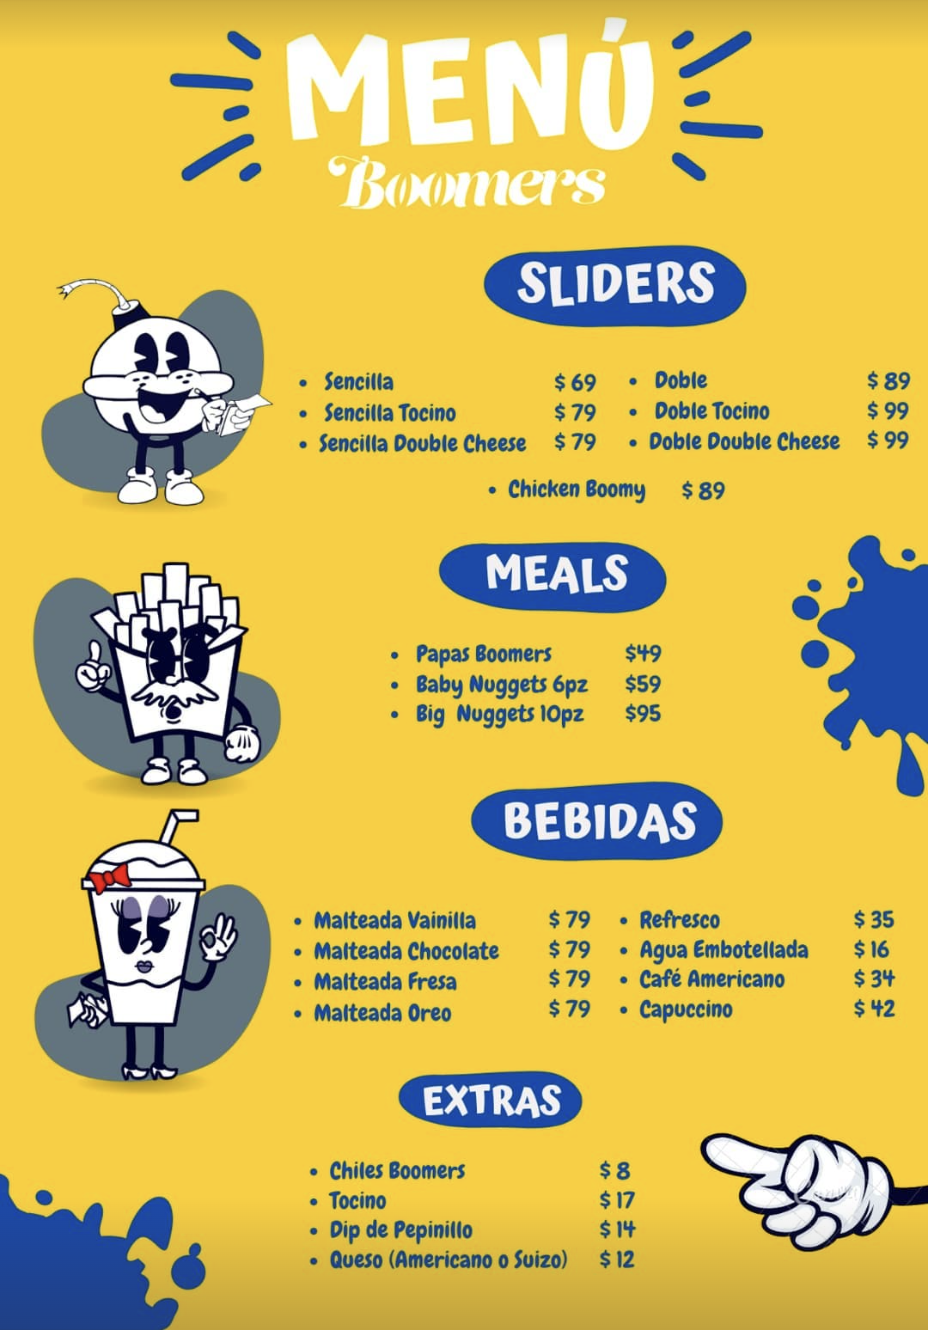 MENÚ
Boomers
SLIDERS
• Sencilla $ 69 • Doble $ 89
• Sencilla Tocino $ 79 • Doble Tocino $ 99
• Sencilla Double Cheese $ 79 • Doble Double Cheese $ 99
• Chicken Boomy $ 89
MEALS
• Papas Boomers $49
• Baby Nuggets 6pz $59
• Big Nuggets 10pz $95
BEBIDAS
• Malteada Vainilla $ 79 • Refresco $ 35
• Malteada Chocolate $ 79 • Agua Embotellada $ 16
• Malteada Fresa $ 79 • Café Americano $ 34
• Malteada Oreo $ 79 • Capuccino $ 42
EXTRAS
• Chiles Boomers $ 8
• Tocino $ 17
• Dip de Pepinillo $ 14
• Queso (Americano o Suizo) $ 12